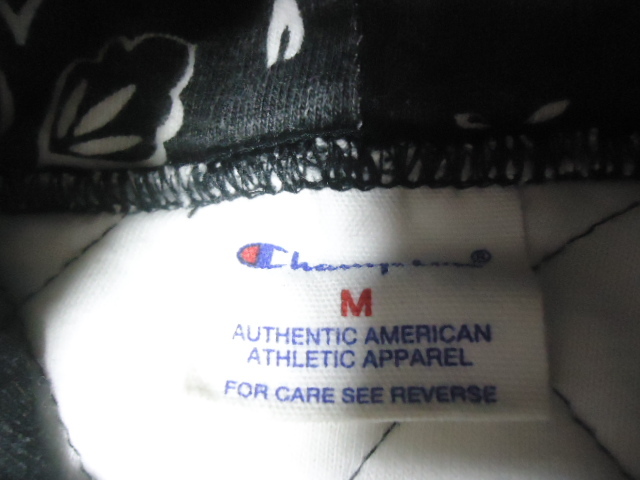 Champion®
M
AUTHENTIC AMERICAN
ATHLETIC APPAREL
FOR CARE SEE REVERSE